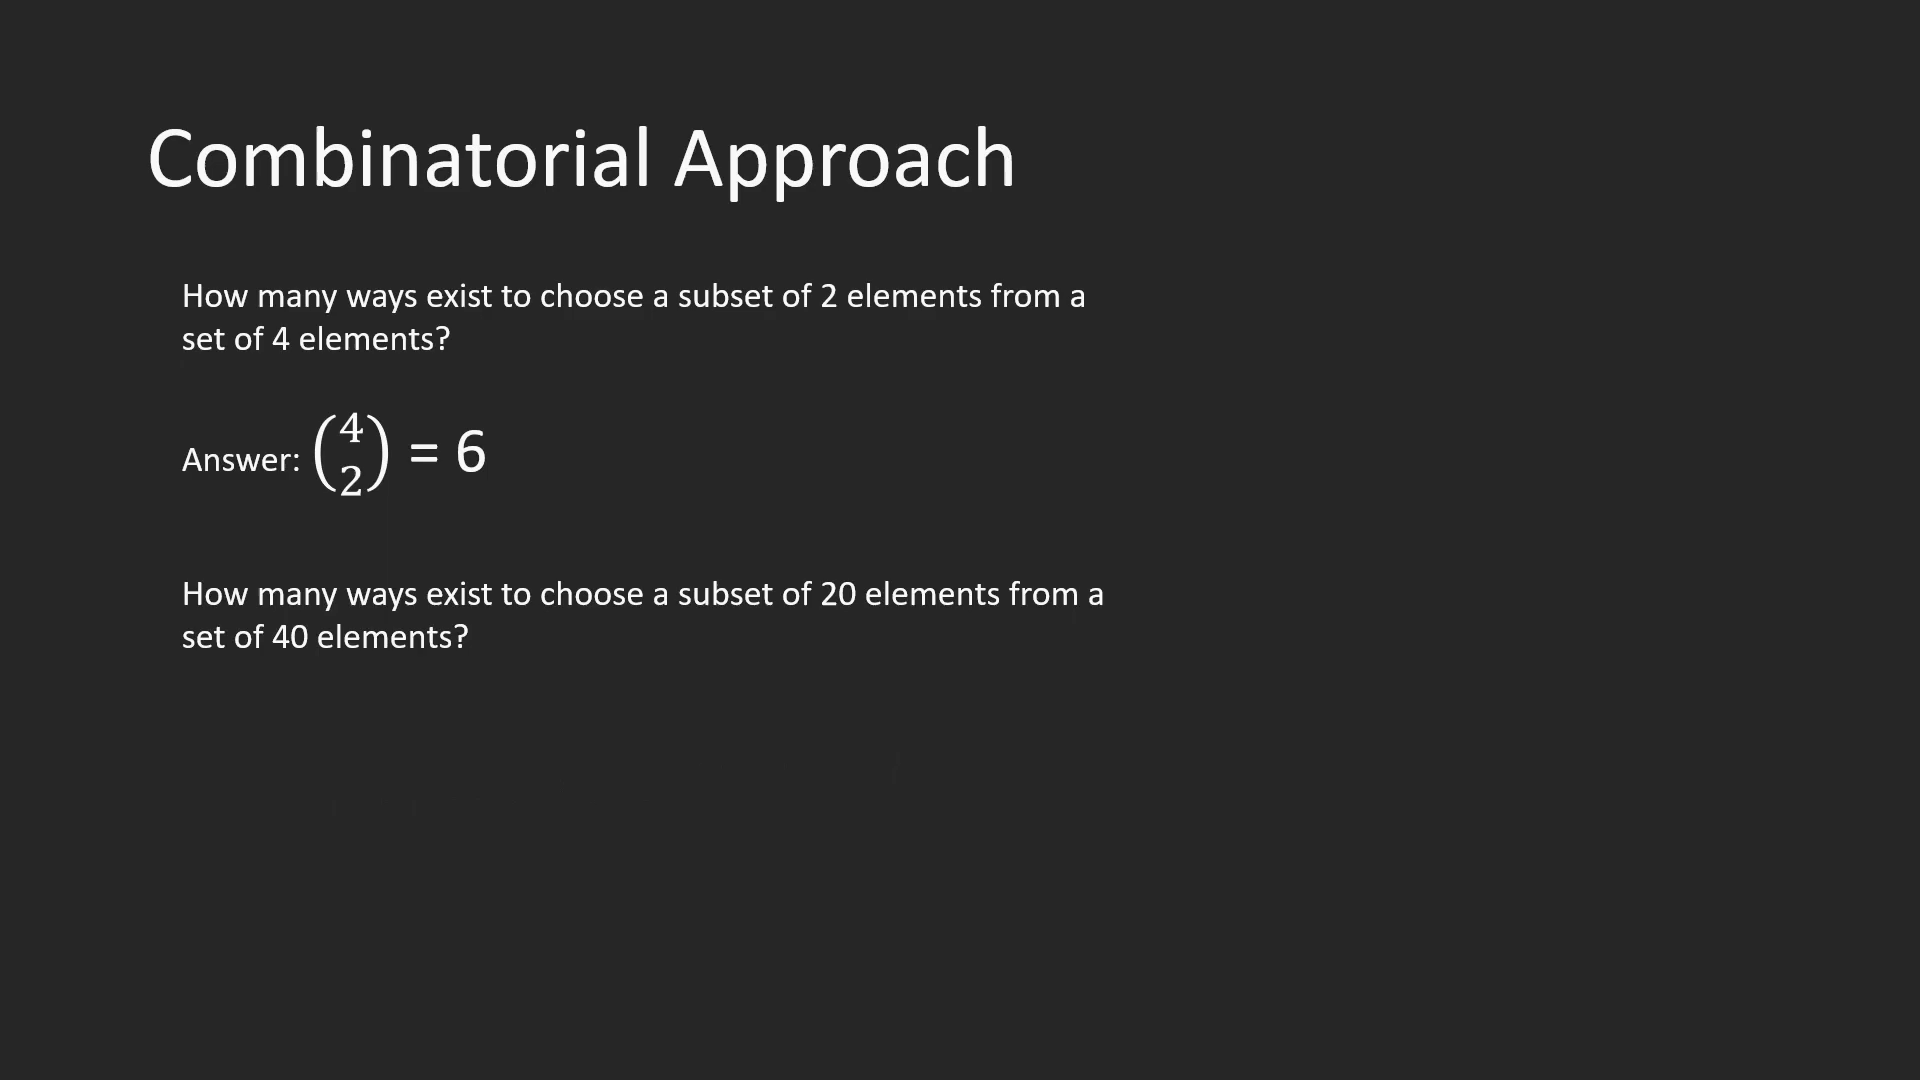 Combinatorial Approach
How many ways exist to choose a subset of 2 elements from a
set of 4 elements?
Answer: (4 2) = 6
How many ways exist to choose a subset of 20 elements from a
set of 40 elements?